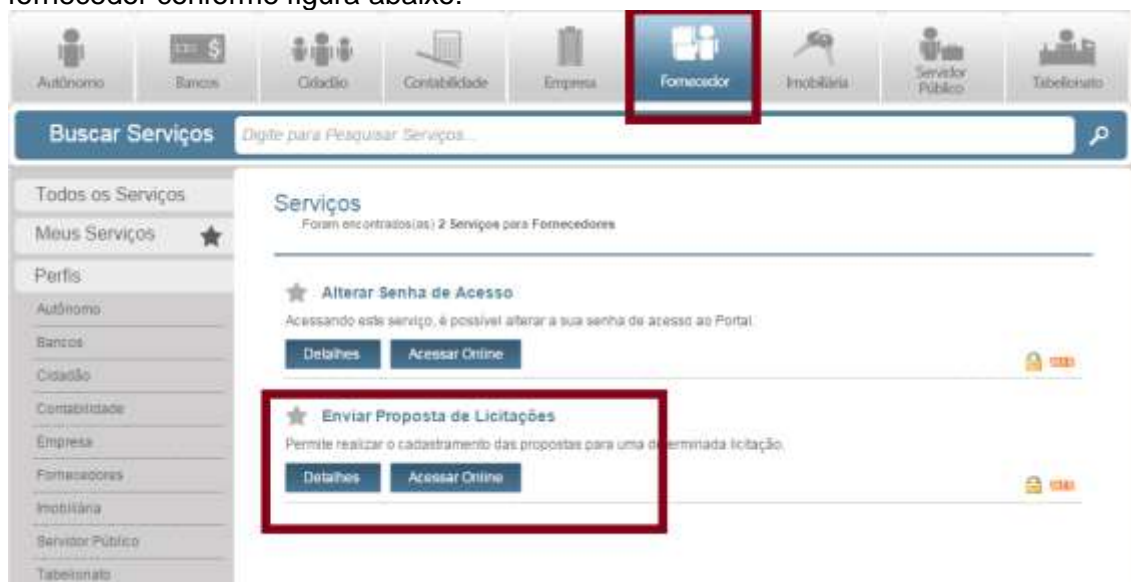 fornecedor conforme figura abaixo:
Autônomo Bancos Cidadão Contabilidade Empresa Fornecedor Imobiliária Servidor Público Tabelionato
Buscar Serviços Digite para Pesquisar Serviços...
Todos os Serviços
Meus Serviços
Perfis
Autônomo
Bancos
Cidadão
Contabilidade
Empresa
Fornecedores
Imobiliária
Servidor Público
Tabelionato
Serviços
Foram encontrados(as) 2 Serviços para Fornecedores
Alterar Senha de Acesso
Acessando este serviço, é possível alterar a sua senha de acesso ao Portal.
Detalhes Acessar Online
Enviar Proposta de Licitações
Permite realizar o cadastramento das propostas para uma determinada licitação.
Detalhes Acessar Online